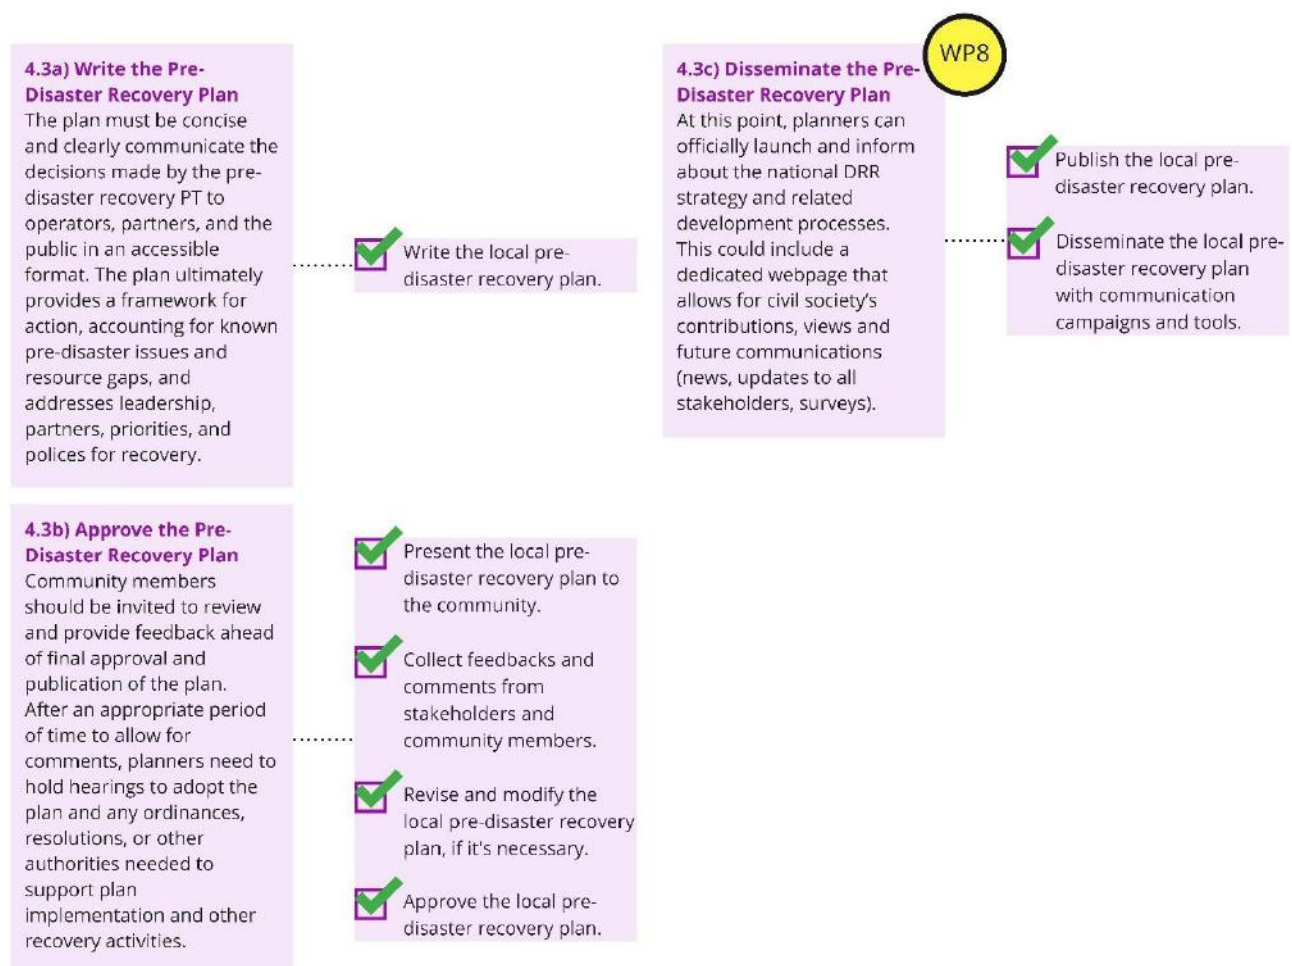 4.3a) Write the Pre-
Disaster Recovery Plan
The plan must be concise
and clearly communicate the
decisions made by the pre-
disaster recovery PT to
operators, partners, and the
public in an accessible
format. The plan ultimately
provides a framework for
action, accounting for known
pre-disaster issues and
resource gaps, and
addresses leadership,
partners, priorities, and
polices for recovery.
Write the local pre-
disaster recovery plan.
4.3b) Approve the Pre-
Disaster Recovery Plan
Community members
should be invited to review
and provide feedback ahead
of final approval and
publication of the plan.
After an appropriate period
of time to allow for
comments, planners need to
hold hearings to adopt the
plan and any ordinances,
resolutions, or other
authorities needed to
support plan
implementation and other
recovery activities.
Present the local pre-
disaster recovery plan to
the community.
Collect feedbacks and
comments from
stakeholders and
community members.
Revise and modify the
local pre-disaster recovery
plan, if it's necessary.
Approve the local pre-
disaster recovery plan.
WP8
4.3c) Disseminate the Pre-
Disaster Recovery Plan
At this point, planners can
officially launch and inform
about the national DRR
strategy and related
development processes.
This could include a
dedicated webpage that
allows for civil society’s
contributions, views and
future communications
(news, updates to all
stakeholders, surveys).
Publish the local pre-
disaster recovery plan.
Disseminate the local pre-
disaster recovery plan
with communication
campaigns and tools.